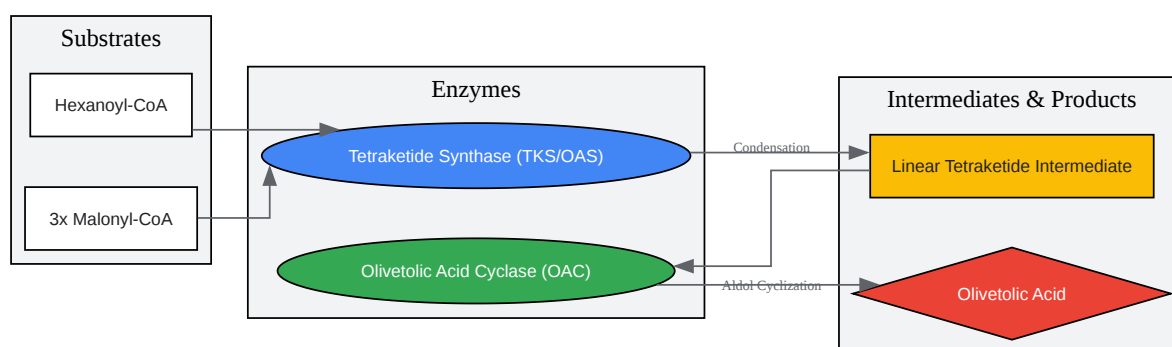 Substrates
Hexanoyl-CoA
3x Malonyl-CoA
Enzymes
Tetraketide Synthase (TKS/OAS)
Olivetolic Acid Cyclase (OAC)
Condensation
Aldol Cyclization
Intermediates & Products
Linear Tetraketide Intermediate
Olivetolic Acid